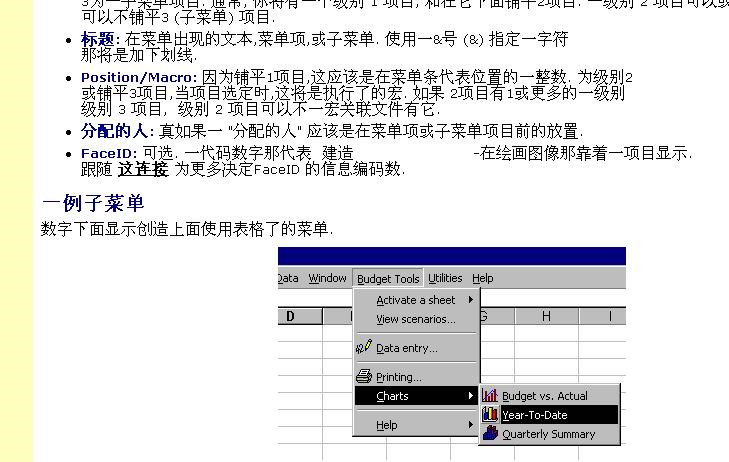 3为一子菜单项目. 通常, 你将有一个级别 1 项目, 和在它下面铺平2项目. 一级别 2 项目可以或
可以不铺平3 (子菜单) 项目.
• 标题: 在菜单出现的文本,菜单项,或子菜单. 使用一&号 (&) 指定一字符
那将是加下划线.
• Position/Macro: 因为铺平1项目,这应该是在菜单条代表位置的一整数. 为级别2
或铺平3项目,当项目选定时,这将是执行了的宏. 如果 2项目有1或更多的一级别
级别 3 项目, 级别 2 项目可以不一宏关联文件有它.
• 分配的人: 真如果一 "分配的人" 应该是在菜单项或子菜单项目前的放置.
• FaceID: 可选. 一代码数字那代表 建造 -在绘画图像那靠着一项目显示.
跟随 这连接 为更多决定FaceID 的信息编码数.
一例子菜单
数字下面显示创造上面使用表格了的菜单.
Data Window Budget Tools Utilities Help
Activate a sheet
View scenarios...
D G H I
Data entry...
Printing...
Charts
Budget vs. Actual
Year-To-Date
Help
Quarterly Summary